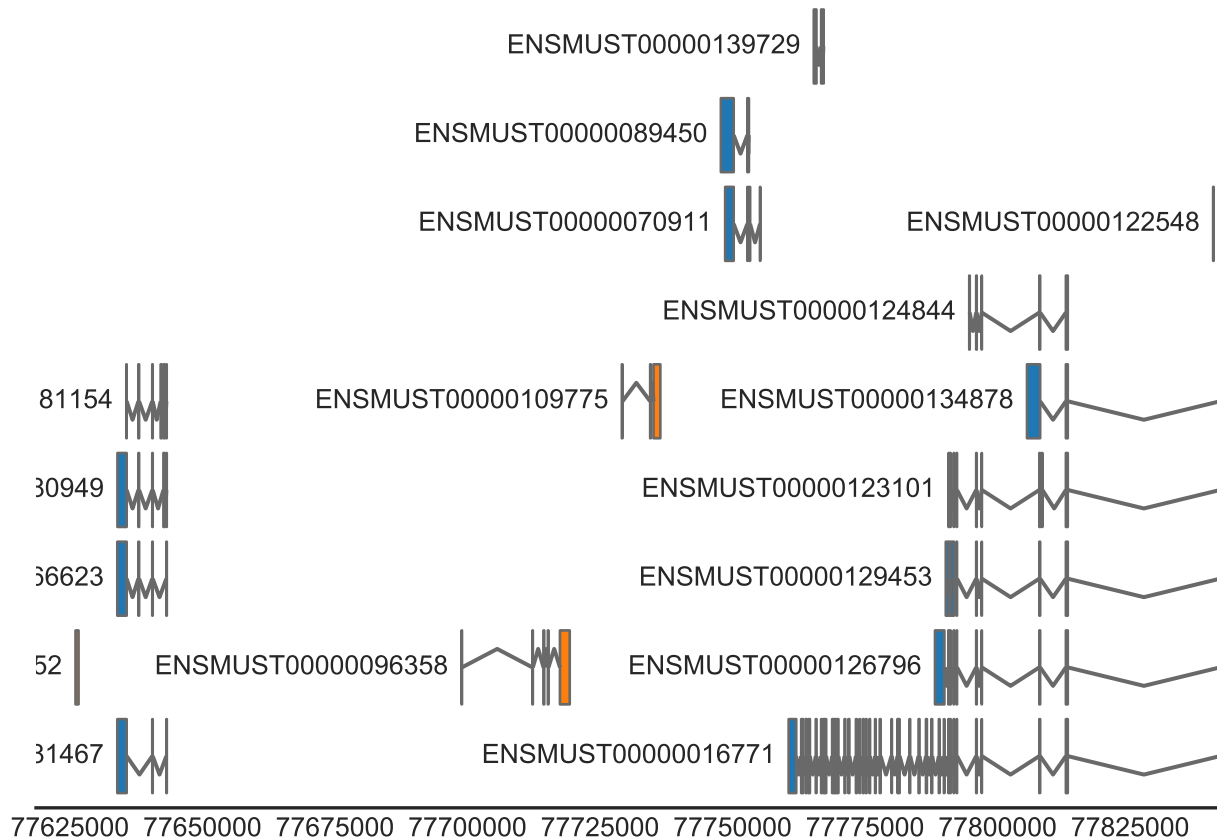 ENSMUST00000139729
ENSMUST00000089450
ENSMUST00000070911 ENSMUST00000122548
ENSMUST00000124844
81154 ENSMUST00000109775 ENSMUST00000134878
30949 ENSMUST00000123101
66623 ENSMUST00000129453
52 ENSMUST00000096358 ENSMUST00000126796
31467 ENSMUST00000016771
77625000 77650000 77675000 77700000 77725000 77750000 77775000 77800000 77825000